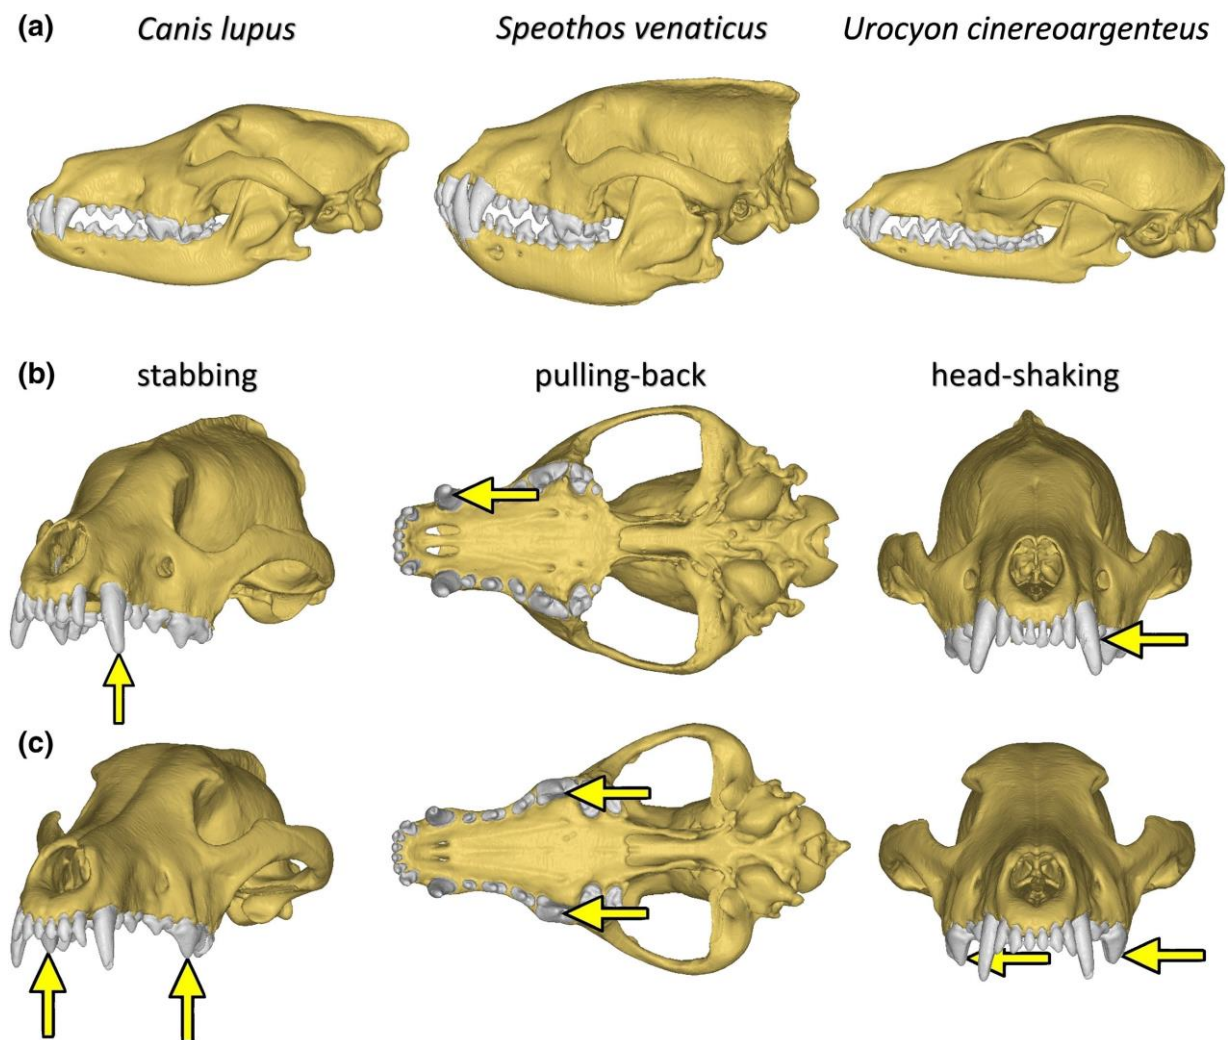 (a) Canis lupus Speothos venaticus Urocyon cinereoargenteus
(b) stabbing pulling-back head-shaking
(c)